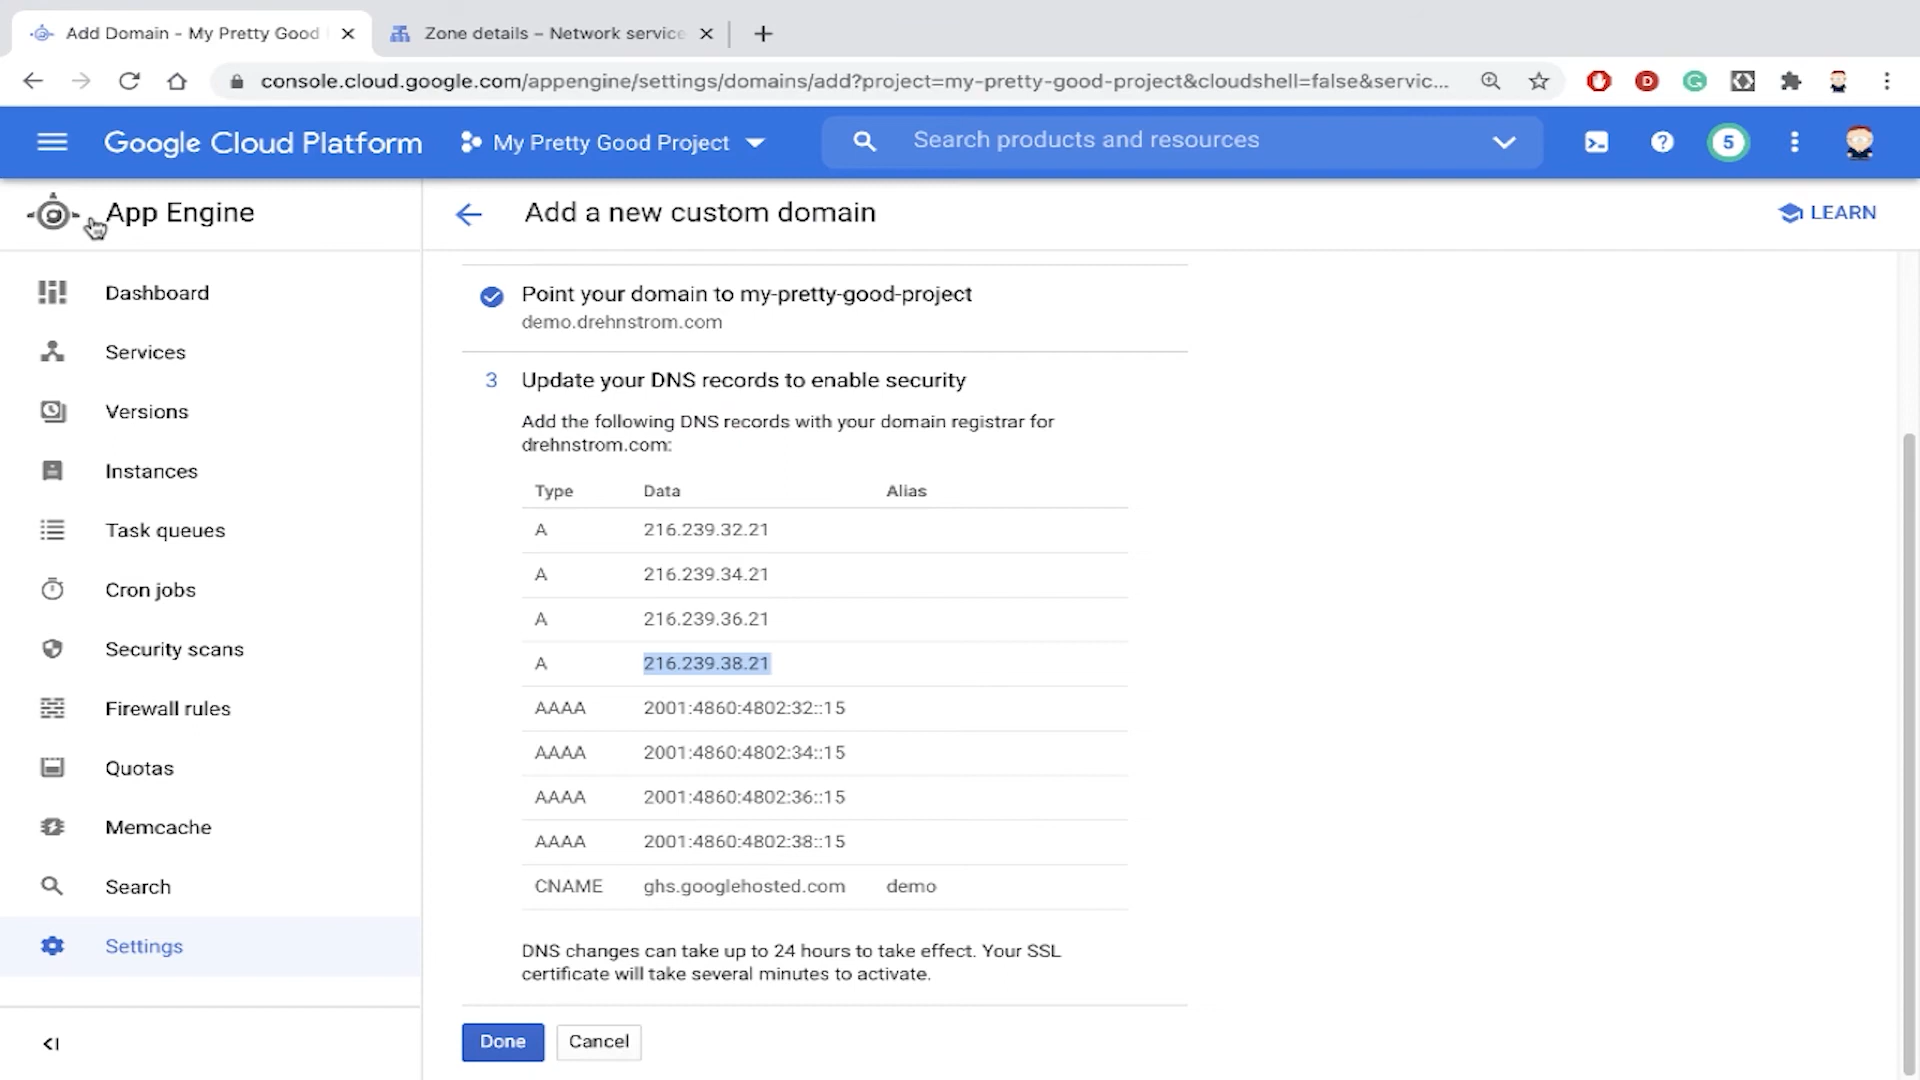 Add Domain - My Pretty Good
Zone details – Network service
console.cloud.google.com/appengine/settings/domains/add?project=my-pretty-good-project&cloudshell=false&servic...
D
G
Google Cloud Platform
My Pretty Good Project
Search products and resources
5
App Engine
Add a new custom domain
LEARN
Dashboard
Services
Versions
Instances
Task queues
Cron jobs
Security scans
Firewall rules
Quotas
Memcache
Search
Settings
Point your domain to my-pretty-good-project
demo.drehnstrom.com
3 Update your DNS records to enable security
Add the following DNS records with your domain registrar for
drehnstrom.com:
Type Data Alias
A 216.239.32.21
A 216.239.34.21
A 216.239.36.21
A 216.239.38.21
AAAA 2001:4860:4802:32::15
AAAA 2001:4860:4802:34::15
AAAA 2001:4860:4802:36::15
AAAA 2001:4860:4802:38::15
CNAME ghs.googlehosted.com demo
DNS changes can take up to 24 hours to take effect. Your SSL
certificate will take several minutes to activate.
Done Cancel